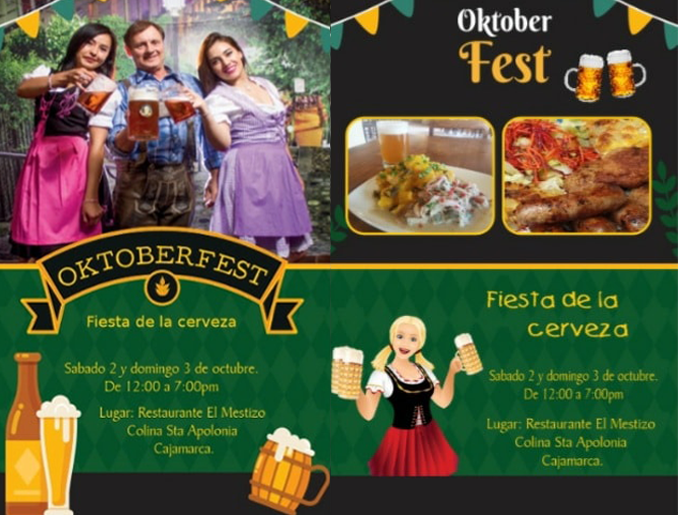 OKTOBERFEST
Fiesta de la cerveza
Sabado 2 y domingo 3 de octubre.
De 12:00 a 7:00pm
Lugar: Restaurante El Mestizo
Colina Sta Apolonia
Cajamarca.
Oktober
Fest
Fiesta de la
cerveza
Sabado 2 y domingo 3 de octubre.
De 12:00 a 7:00pm
Lugar: Restaurante El Mestizo
Colina Sta Apolonia
Cajamarca.